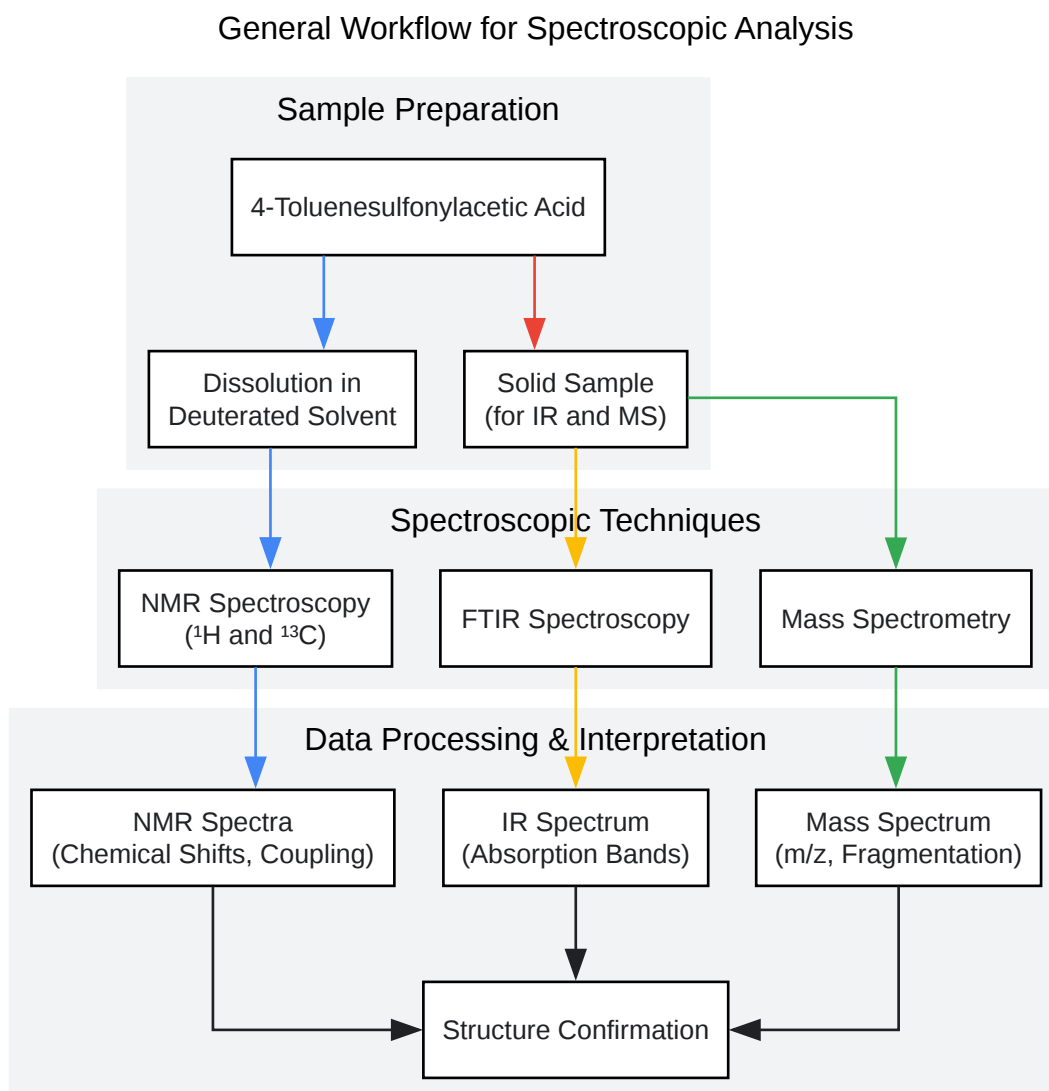 General Workflow for Spectroscopic Analysis
Sample Preparation
4-Toluenesulfonylacetic Acid
Dissolution in
Deuterated Solvent
Solid Sample
(for IR and MS)
Spectroscopic Techniques
NMR Spectroscopy
(¹H and ¹³C)
FTIR Spectroscopy
Mass Spectrometry
Data Processing & Interpretation
NMR Spectra
(Chemical Shifts, Coupling)
IR Spectrum
(Absorption Bands)
Mass Spectrum
(m/z, Fragmentation)
Structure Confirmation